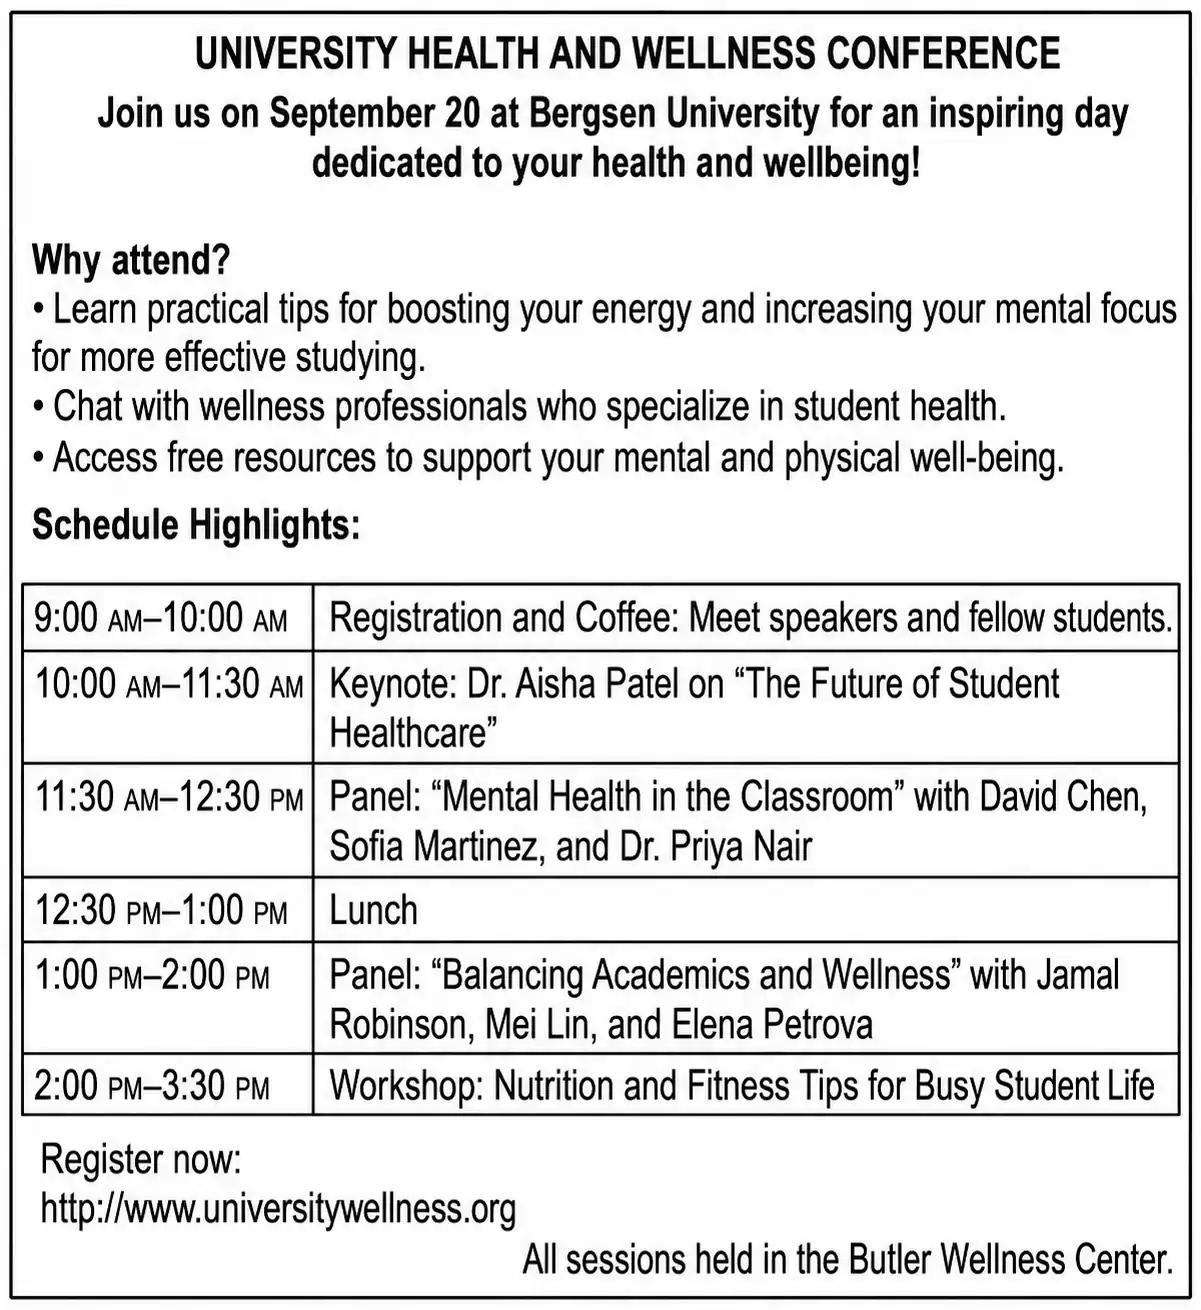 UNIVERSITY HEALTH AND WELLNESS CONFERENCE
Join us on September 20 at Bergsen University for an inspiring day
dedicated to your health and wellbeing!
Why attend?
• Learn practical tips for boosting your energy and increasing your mental focus
for more effective studying.
• Chat with wellness professionals who specialize in student health.
• Access free resources to support your mental and physical well-being.
Schedule Highlights:
9:00 AM–10:00 AM Registration and Coffee: Meet speakers and fellow students.
10:00 AM–11:30 AM Keynote: Dr. Aisha Patel on “The Future of Student
Healthcare”
11:30 AM–12:30 PM Panel: “Mental Health in the Classroom” with David Chen,
Sofia Martinez, and Dr. Priya Nair
12:30 PM–1:00 PM Lunch
1:00 PM–2:00 PM Panel: “Balancing Academics and Wellness” with Jamal
Robinson, Mei Lin, and Elena Petrova
2:00 PM–3:30 PM Workshop: Nutrition and Fitness Tips for Busy Student Life
Register now:
http://www.universitywellness.org
All sessions held in the Butler Wellness Center.